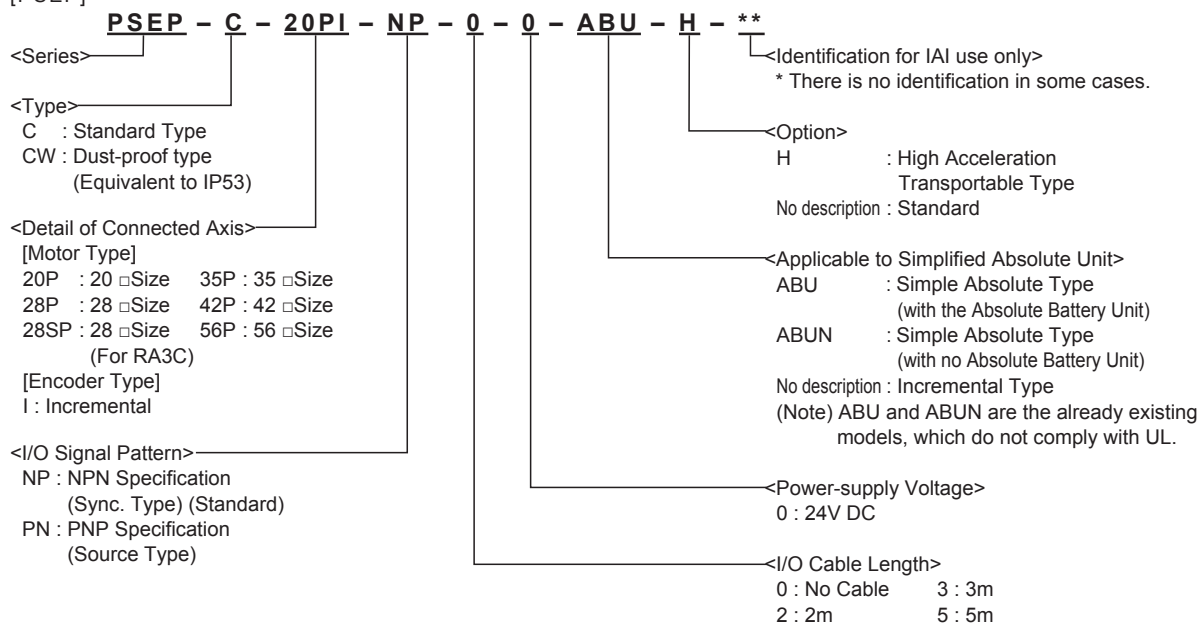 PSEP – C – 20PI – NP – 0 – 0 – ABU – H – **
<Series>
<Type>
C : Standard Type
CW : Dust-proof type
(Equivalent to IP53)
<Detail of Connected Axis>
[Motor Type]
20P : 20 □Size 35P : 35 □Size
28P : 28 □Size 42P : 42 □Size
28SP : 28 □Size 56P : 56 □Size
(For RA3C)
[Encoder Type]
I : Incremental
<I/O Signal Pattern>
NP : NPN Specification
(Sync. Type) (Standard)
PN : PNP Specification
(Source Type)
<Identification for IAI use only>
* There is no identification in some cases.
<Option>
H : High Acceleration
Transportable Type
No description : Standard
<Applicable to Simplified Absolute Unit>
ABU : Simple Absolute Type
(with the Absolute Battery Unit)
ABUN : Simple Absolute Type
(with no Absolute Battery Unit)
No description : Incremental Type
(Note) ABU and ABUN are the already existing
models, which do not comply with UL.
<Power-supply Voltage>
0 : 24V DC
<I/O Cable Length>
0 : No Cable 3 : 3m
2 : 2m 5 : 5m